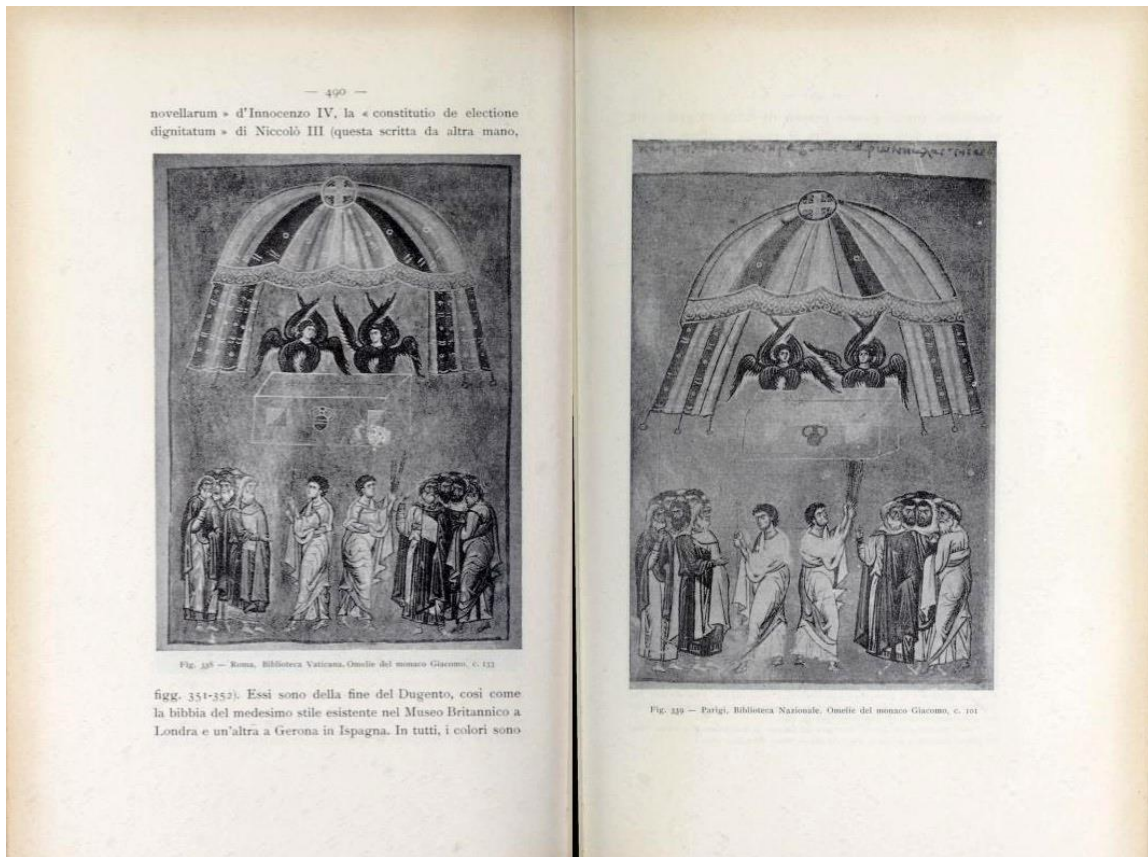 — 490 —
novellarum » d'Innocenzo IV, la « constitutio de electione
dignitatum » di Niccolò III (questa scritta da altra mano,
Fig. 338 — Roma, Biblioteca Vaticana. Omelie del monaco Giacomo, c. 133
figg. 351-352). Essi sono della fine del Dugento, così come
la bibbia del medesimo stile esistente nel Museo Britannico a
Londra e un'altra a Gerona in Ispagna. In tutti, i colori sono
Fig. 339 — Parigi, Biblioteca Nazionale. Omelie del monaco Giacomo, c. 101